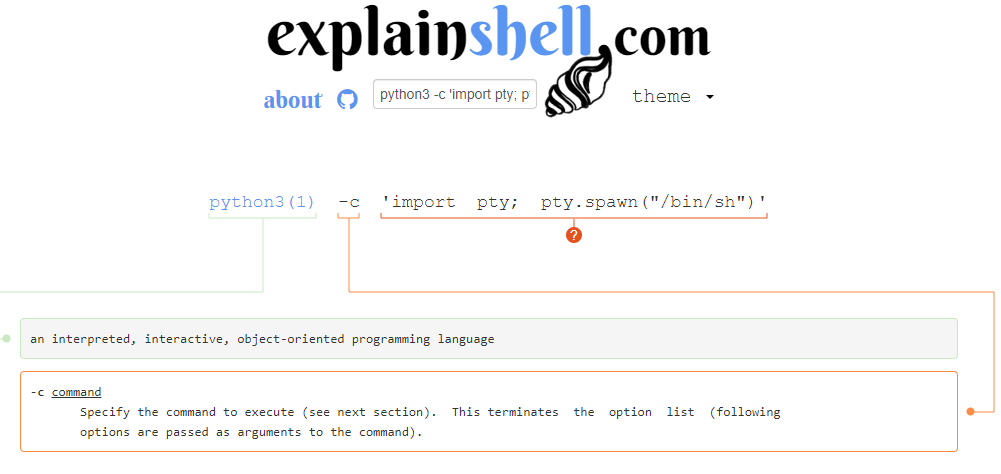 explainshell.com
about
python3 -c 'import pty; p
theme
python3(1) -c 'import pty; pty.spawn("/bin/sh")'
?
an interpreted, interactive, object-oriented programming language
-c command
Specify the command to execute (see next section). This terminates the option list (following
options are passed as arguments to the command).